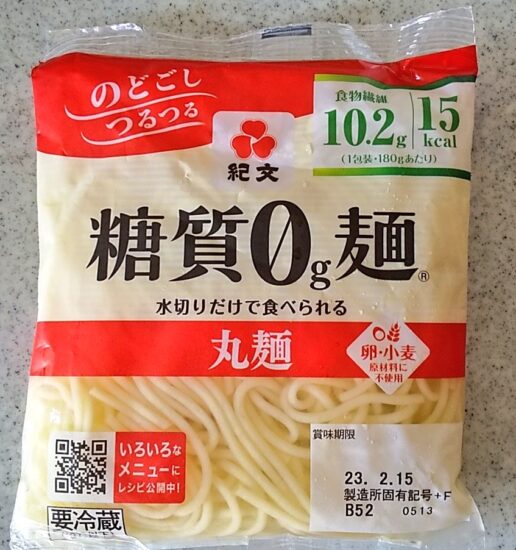 のどごし
つるつる
食物繊維
10.2g
15
kcal
(1包装・180gあたり)
紀文
糖質0g麺®
水切りだけで食べられる
丸麺
卵・小麦
原材料に
不使用
いろいろな
メニューに
レシピ公開中!
要冷蔵
賞味期限
23. 2.15
製造所固有記号+F
B52 0513